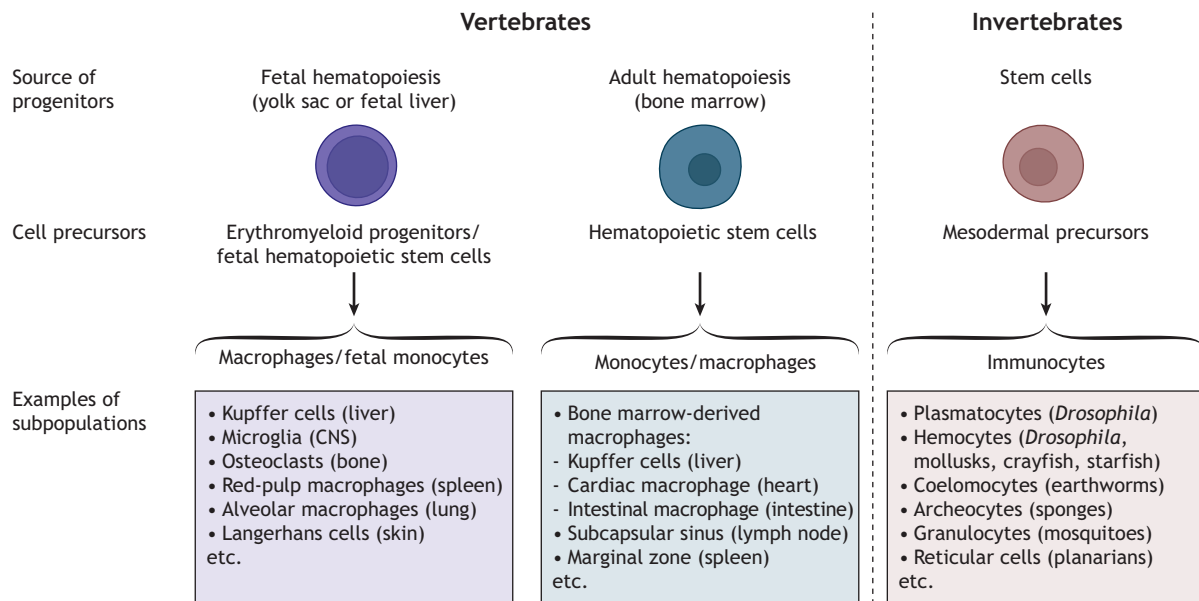 Vertebrates
Invertebrates
Source of
progenitors
Fetal hematopoiesis
(yolk sac or fetal liver)
Adult hematopoiesis
(bone marrow)
Stem cells
Cell precursors
Erythromyeloid progenitors/
fetal hematopoietic stem cells
Hematopoietic stem cells
Mesodermal precursors
Macrophages/fetal monocytes
Monocytes/macrophages
Immunocytes
Examples of
subpopulations
• Kupffer cells (liver)
• Microglia (CNS)
• Osteoclasts (bone)
• Red-pulp macrophages (spleen)
• Alveolar macrophages (lung)
• Langerhans cells (skin)
etc.
• Bone marrow-derived
macrophages:
- Kupffer cells (liver)
- Cardiac macrophage (heart)
- Intestinal macrophage (intestine)
• Subcapsular sinus (lymph node)
• Marginal zone (spleen)
etc.
• Plasmatocytes (Drosophila)
• Hemocytes (Drosophila,
mollusks, crayfish, starfish)
• Coelomocytes (earthworms)
• Archeocytes (sponges)
• Granulocytes (mosquitoes)
• Reticular cells (planarians)
etc.